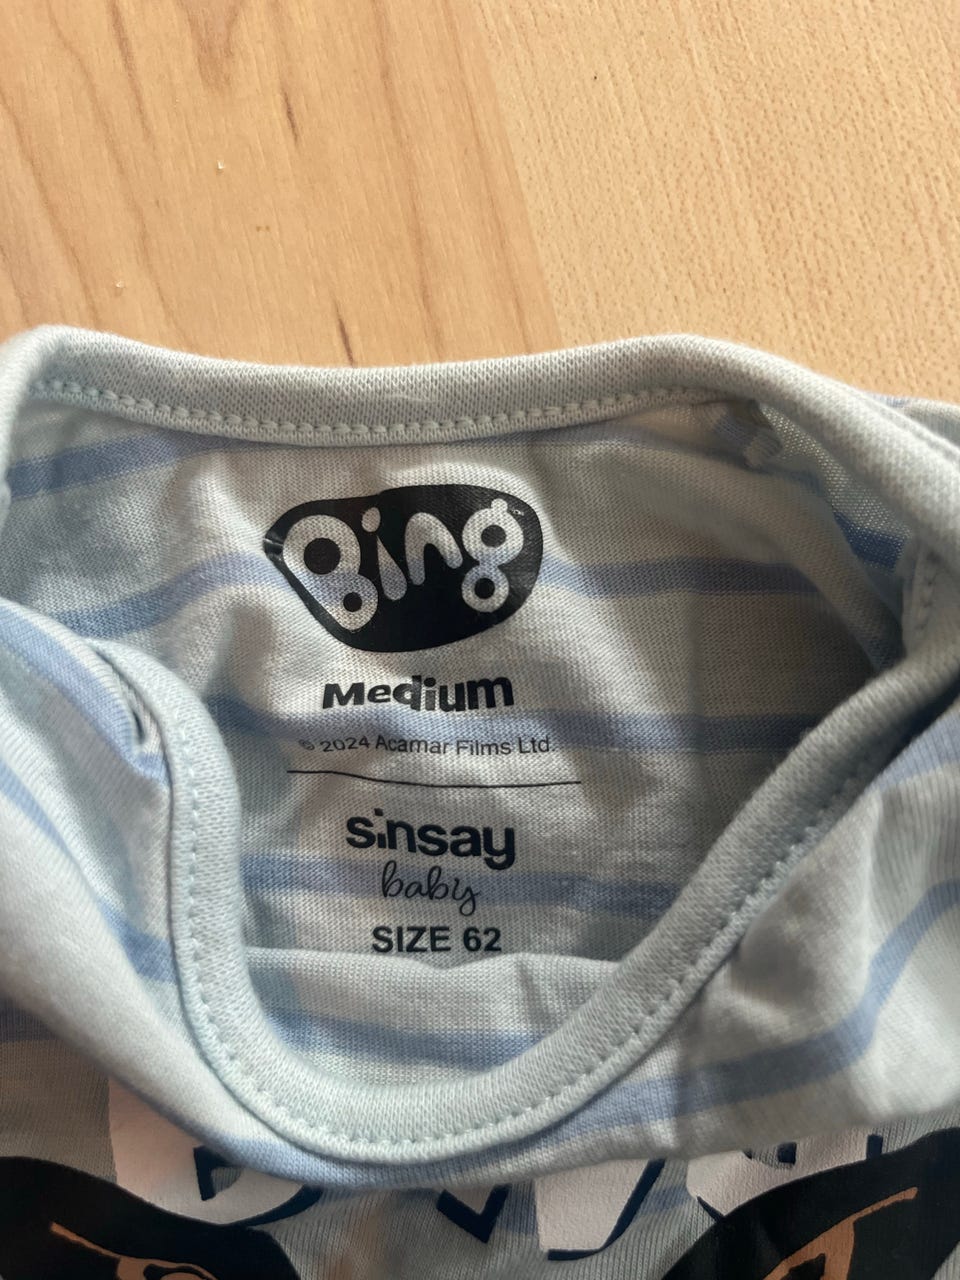 Bing
Medium
© 2024 Acamar Films Ltd.
sinsay
baby
SIZE 62